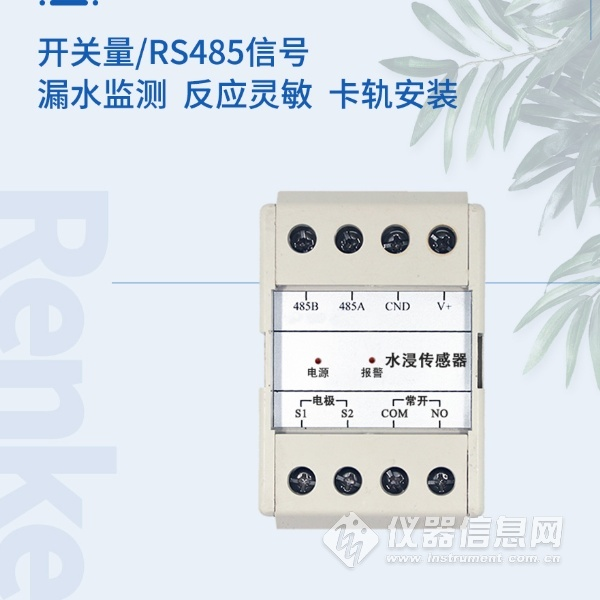 开关量/RS485信号
漏水监测 反应灵敏 卡轨安装
Renke
485B 485A CND V+
水浸传感器
电源 报警
电极 常开
S1 S2 COM NO
仪器信息网
www.instrument.com.cn